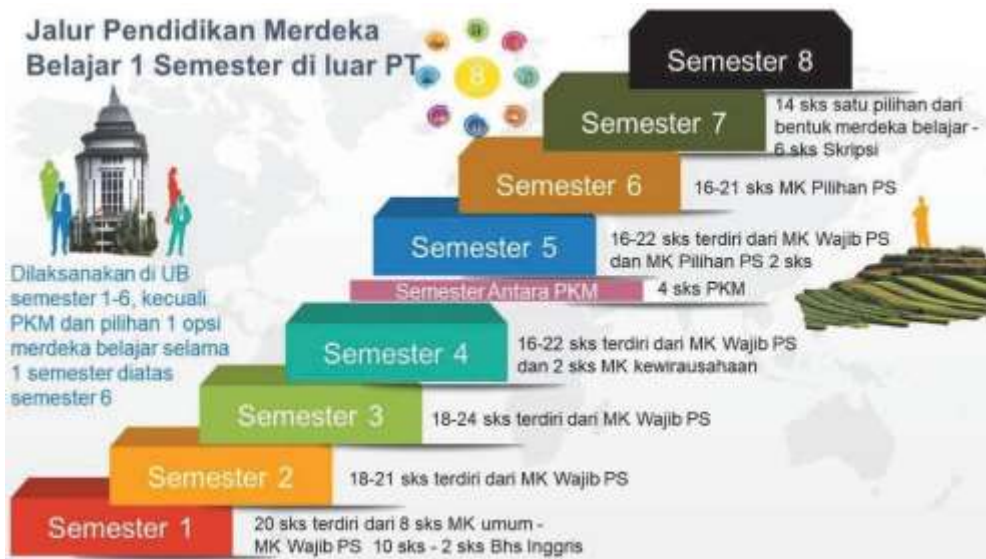 Jalur Pendidikan Merdeka
Belajar 1 Semester di luar PT
8
Semester 8
Semester 7
14 sks satu pilihan dari
bentuk merdeka belajar -
6 sks Skripsi
Semester 6
16-21 sks MK Pilihan PS
Semester 5
16-22 sks terdiri dari MK Wajib PS
dan MK Pilihan PS 2 sks
Semester Antara PKM
4 sks PKM
Dilaksanakan di UB
semester 1-6, kecuali
PKM dan pilihan 1 opsi
merdeka belajar selama
1 semester diatas
semester 6
Semester 4
16-22 sks terdiri dari MK Wajib PS
dan 2 sks MK kewirausahaan
Semester 3
18-24 sks terdiri dari MK Wajib PS
Semester 2
18-21 sks terdiri dari MK Wajib PS
Semester 1
20 sks terdiri dari 8 sks MK umum -
MK Wajib PS 10 sks - 2 sks Bhs Inggris